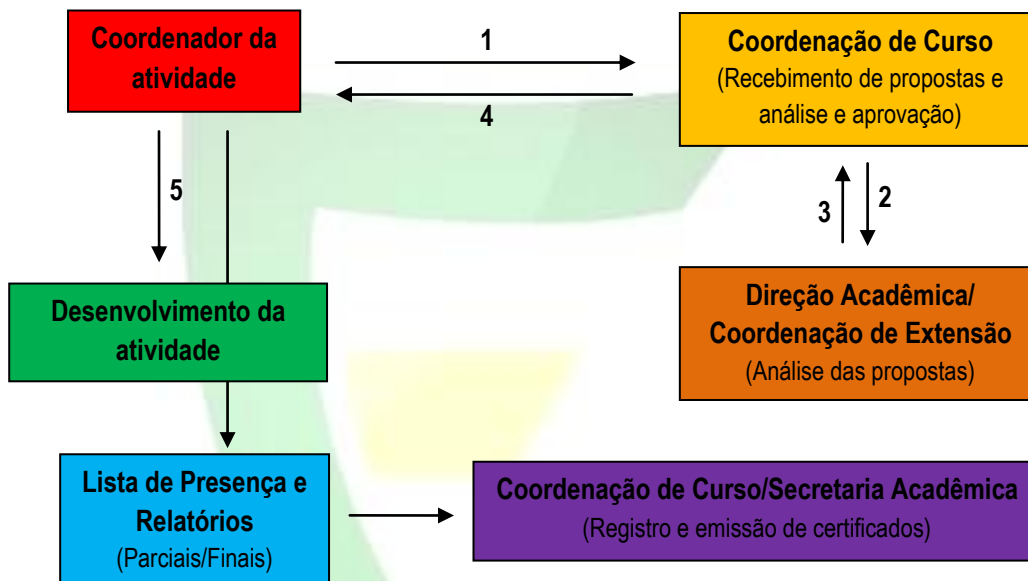 Coordenador da
atividade
1
4
Coordenação de Curso
(Recebimento de propostas e
análise e aprovação)
5
3
2
Desenvolvimento da
atividade
Direção Acadêmica/
Coordenação de Extensão
(Análise das propostas)
Lista de Presença e
Relatórios
(Parciais/Finais)
Coordenação de Curso/Secretaria Acadêmica
(Registro e emissão de certificados)